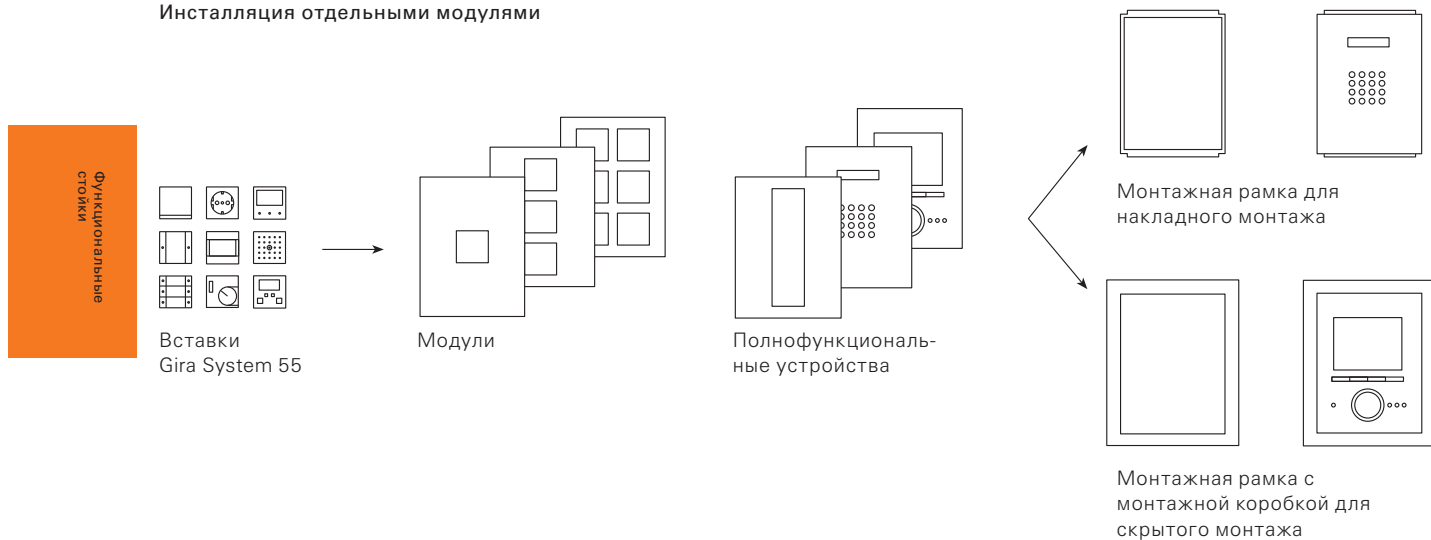 Инсталляция отдельными модулями
Функциональные
стойки
Вставки
Gira System 55
Модули
Полнофункциональ-
ные устройства
Монтажная рамка для
накладного монтажа
Монтажная рамка с
монтажной коробкой для
скрытого монтажа